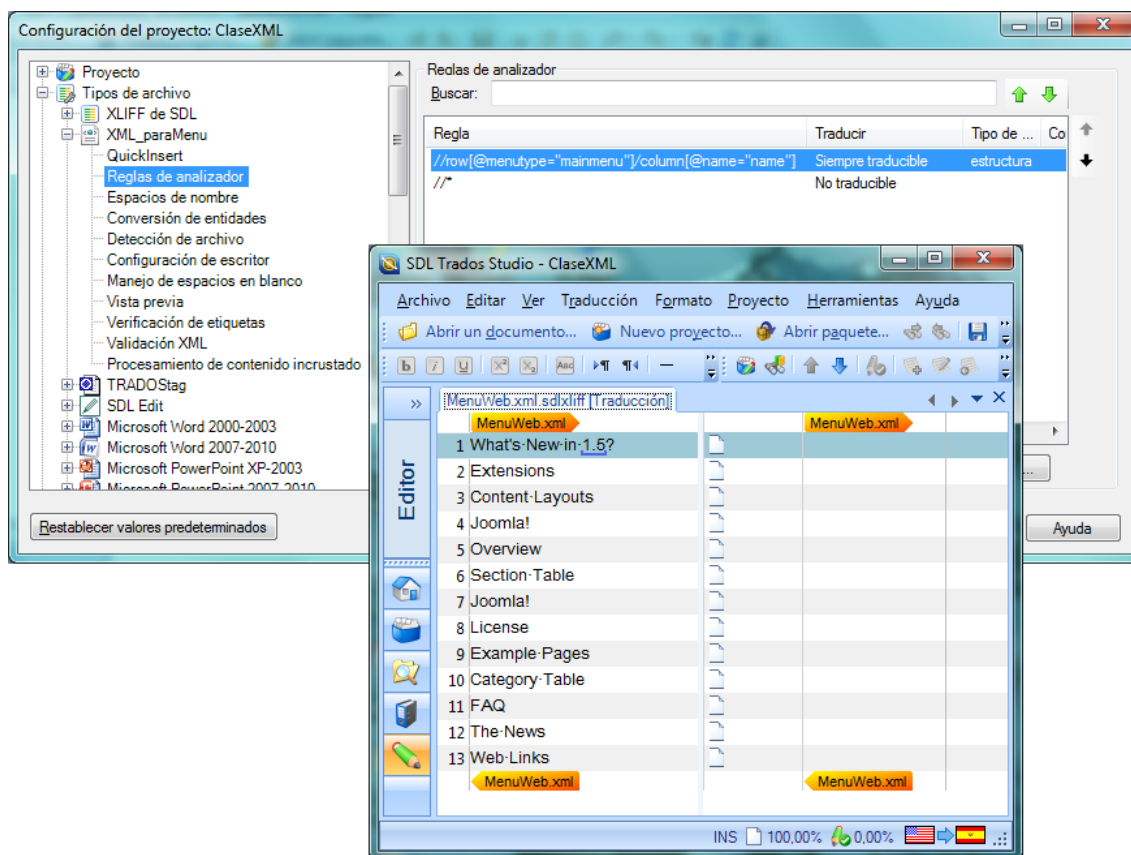 Configuración del proyecto: ClaseXML
Proyecto
Tipos de archivo
XLIFF de SDL
XML_paraMenu
QuickInsert
Reglas de analizador
Espacios de nombre
Conversión de entidades
Detección de archivo
Configuración de escritor
Manejo de espacios en blanco
Vista previa
Verificación de etiquetas
Validación XML
Procesamiento de contenido incrustado
TRADOStag
SDL Edit
Microsoft Word 2000-2003
Microsoft Word 2007-2010
Microsoft PowerPoint XP-2003
Microsoft PowerPoint 2007-2010
Restablecer valores predeterminados
Reglas de analizador
Buscar:
Regla Traducir Tipo de ... Co
//row[@menutype="mainmenu"]/column[@name="name"] Siempre traducible estructura
//* No traducible
...
Ayuda
SDL Trados Studio - ClaseXML
Archivo Editar Ver Traducción Formato Proyecto Herramientas Ayuda
Abrir un documento... Nuevo proyecto... Abrir paquete...
MenuWeb.xml.sdlxliff [Traducción]
Editor
MenuWeb.xml MenuWeb.xml
1 What's·New·in·1.5?
2 Extensions
3 Content·Layouts
4 Joomla!
5 Overview
6 Section·Table
7 Joomla!
8 License
9 Example·Pages
10 Category·Table
11 FAQ
12 The·News
13 Web·Links
MenuWeb.xml MenuWeb.xml
INS 100,00% 0,00%